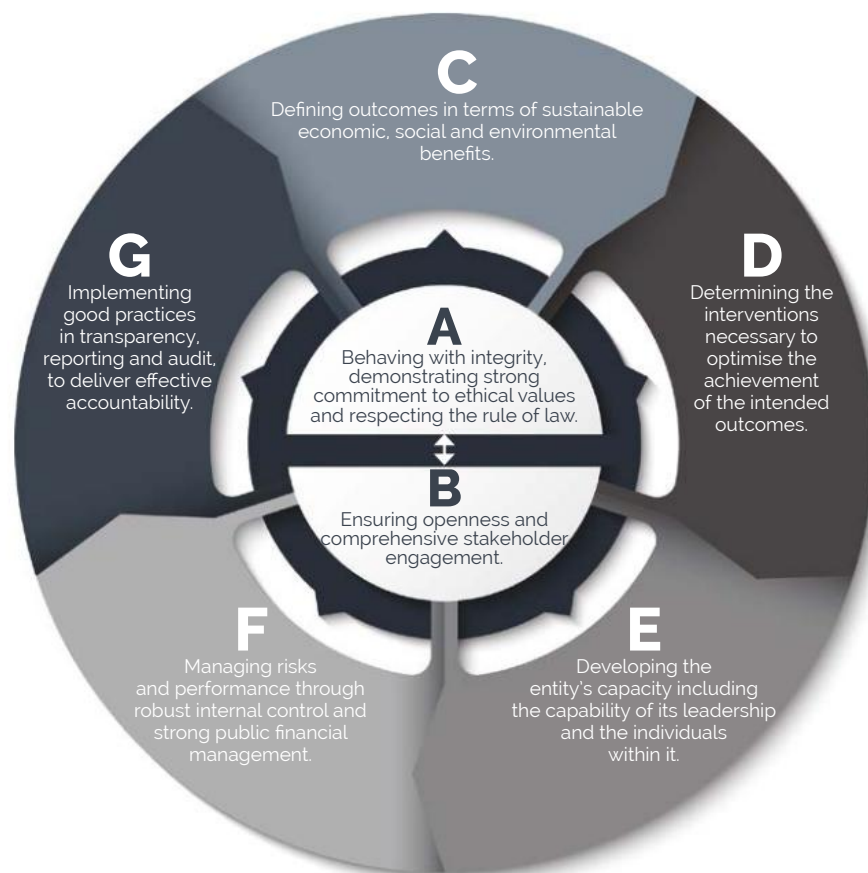 C
Defining outcomes in terms of sustainable
economic, social and environmental
benefits.
G
Implementing
good practices
in transparency,
reporting and audit,
to deliver effective
accountability.
D
Determining the
interventions
necessary to
optimise the
achievement
of the intended
outcomes.
A
Behaving with integrity,
demonstrating strong
commitment to ethical values
and respecting the rule of law.
B
Ensuring openness and
comprehensive stakeholder
engagement.
F
Managing risks
and performance through
robust internal control and
strong public financial
management.
E
Developing the
entity's capacity including
the capability of its leadership
and the individuals
within it.